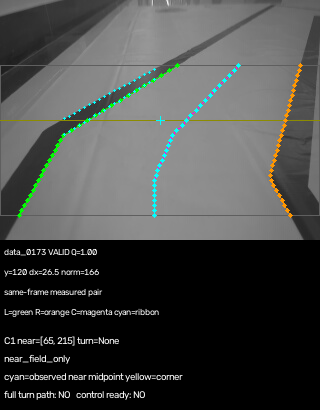 data_0173 VALID Q=1.00
y=120 dx=26.5 norm=166
same-frame measured pair
L=green R=orange C=magenta cyan=ribbon
C1 near=[65, 215] turn=None
near_field_only
cyan=observed near midpoint yellow=corner
full turn path: NO control ready: NO